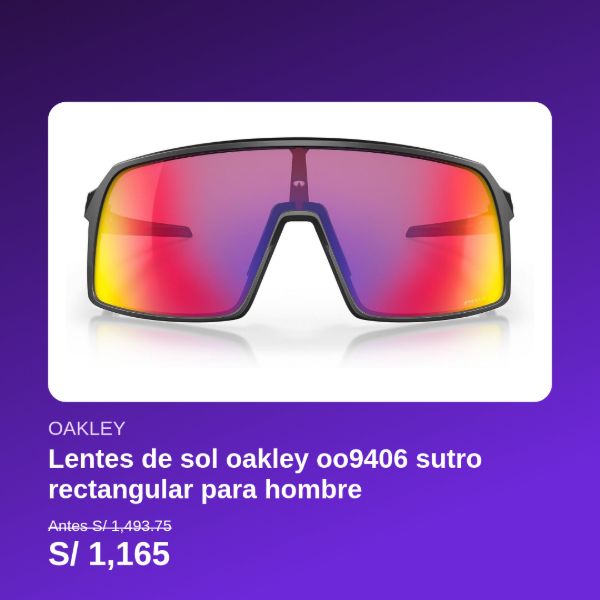 OAKLEY
Lentes de sol oakley oo9406 sutro
rectangular para hombre
Antes S/ 1,493.75
S/ 1,165